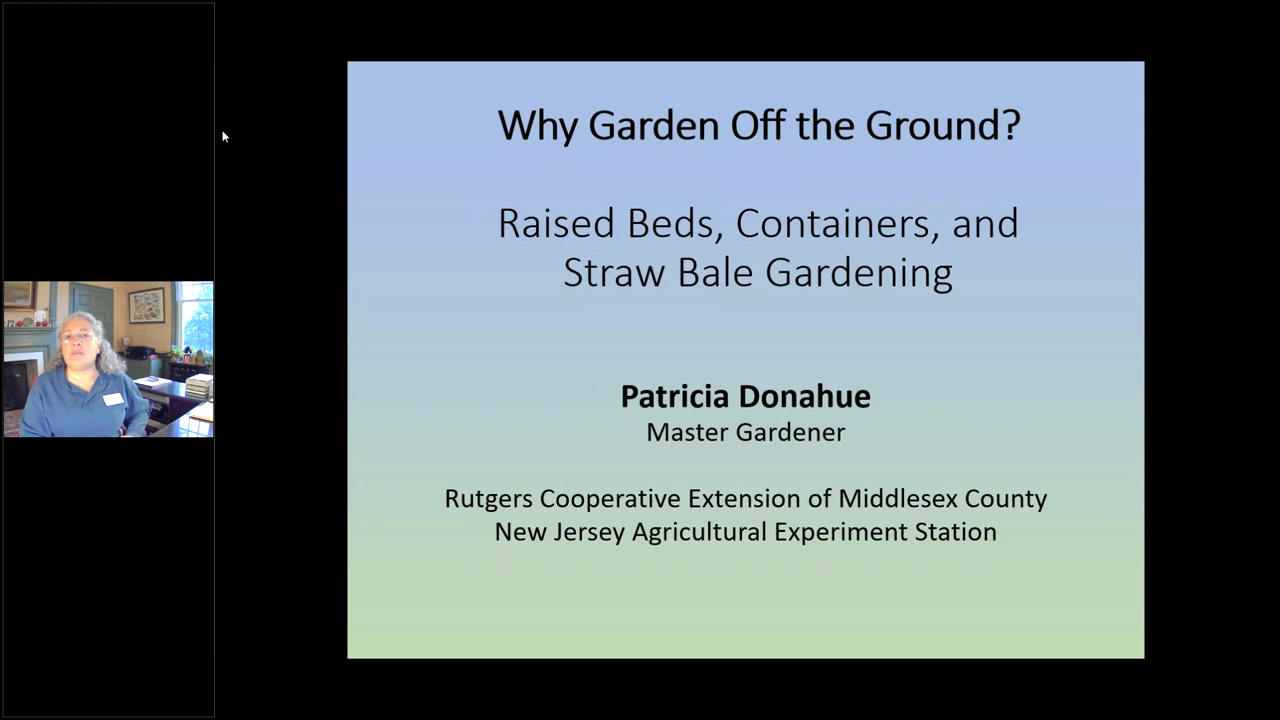 Why Garden Off the Ground?
Raised Beds, Containers, and
Straw Bale Gardening
Patricia Donahue
Master Gardener
Rutgers Cooperative Extension of Middlesex County
New Jersey Agricultural Experiment Station